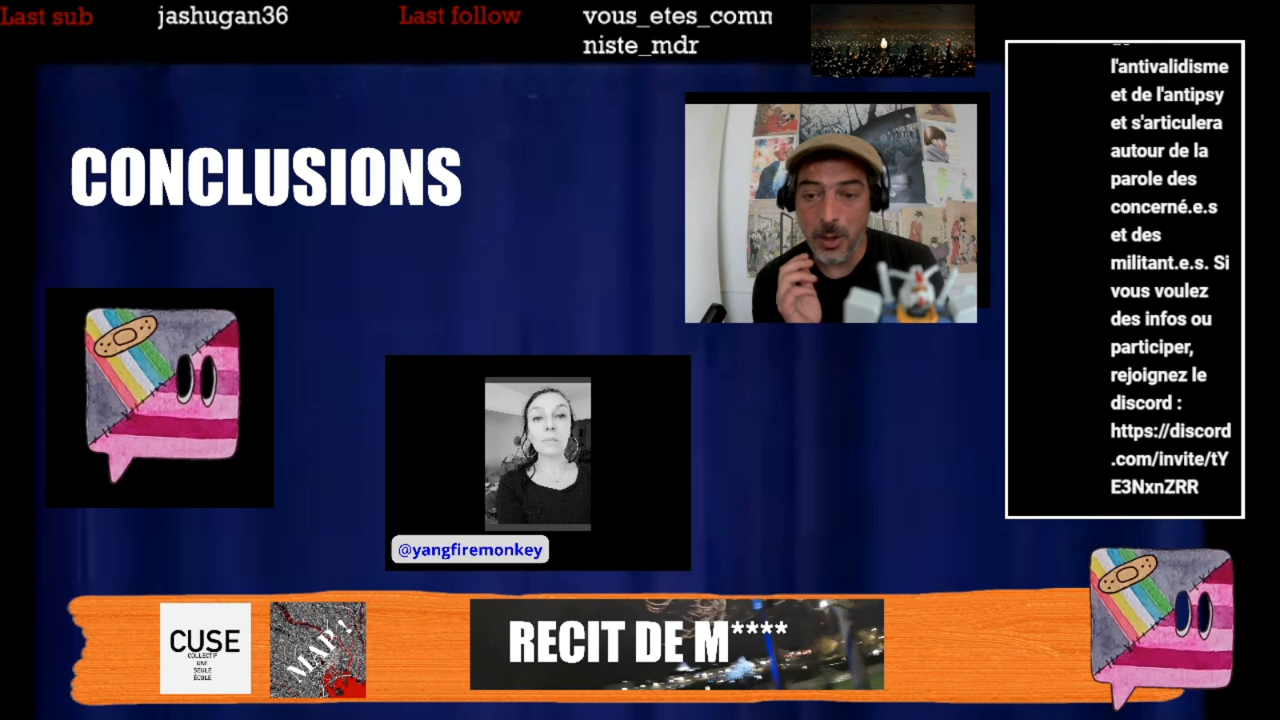 Last sub
jashugan36
Last follow
vous_etes_comn
niste_mdr
l'antivalidisme
et de l'antipsy
et s'articulera
autour de la
parole des
concerné.e.s
et des
militant.e.s. Si
vous voulez
des infos ou
participer,
rejoignez le
discord :
https://discord
.com/invite/tY
E3NxnZRR
CONCLUSIONS
@yangfiremonkey
CUSE
COLLECTIF
UNE
SEULE
ÉCOLE
MAP !
RECIT DE M****